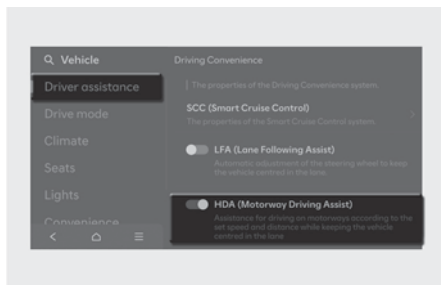 Vehicle
Driving Convenience
Driver assistance
The properties of the Driving Convenience system.
Drive mode
SCC (Smart Cruise Control)
The properties of the Smart Cruise Control system.
Climate
LFA (Lane Following Assist)
Automatic adjustment of the steering wheel to keep
the vehicle centred in the lane.
Seats
Lights
HDA (Motorway Driving Assist)
Assistance for driving on motorways according to the
set speed and distance while keeping the vehicle
centred in the lane
Convenience